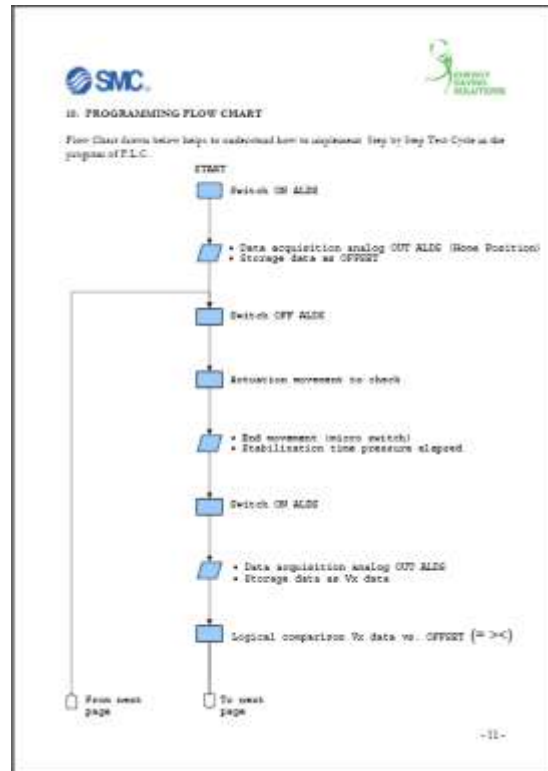 SMC.
ENERGY
SAVING
SOLUTIONS
10. PROGRAMMING FLOW CHART
Flow Chart drawn below helps to understand how to implement Step by Step Test Cycle in the
program of P.L.C.
START
Switch ON ALDS
• Data acquisition analog OUT ALDS (Home Position)
• Storage data as OFFSET
Switch OFF ALDS
Actuation movement to check
• End movement (micro switch)
• Stabilization time pressure elapsed
Switch ON ALDS
• Data acquisition analog OUT ALDS
• Storage data as Vx data
Logical comparison Vx data vs. OFFSET (= ><)
From next
page
To next
page
-11-